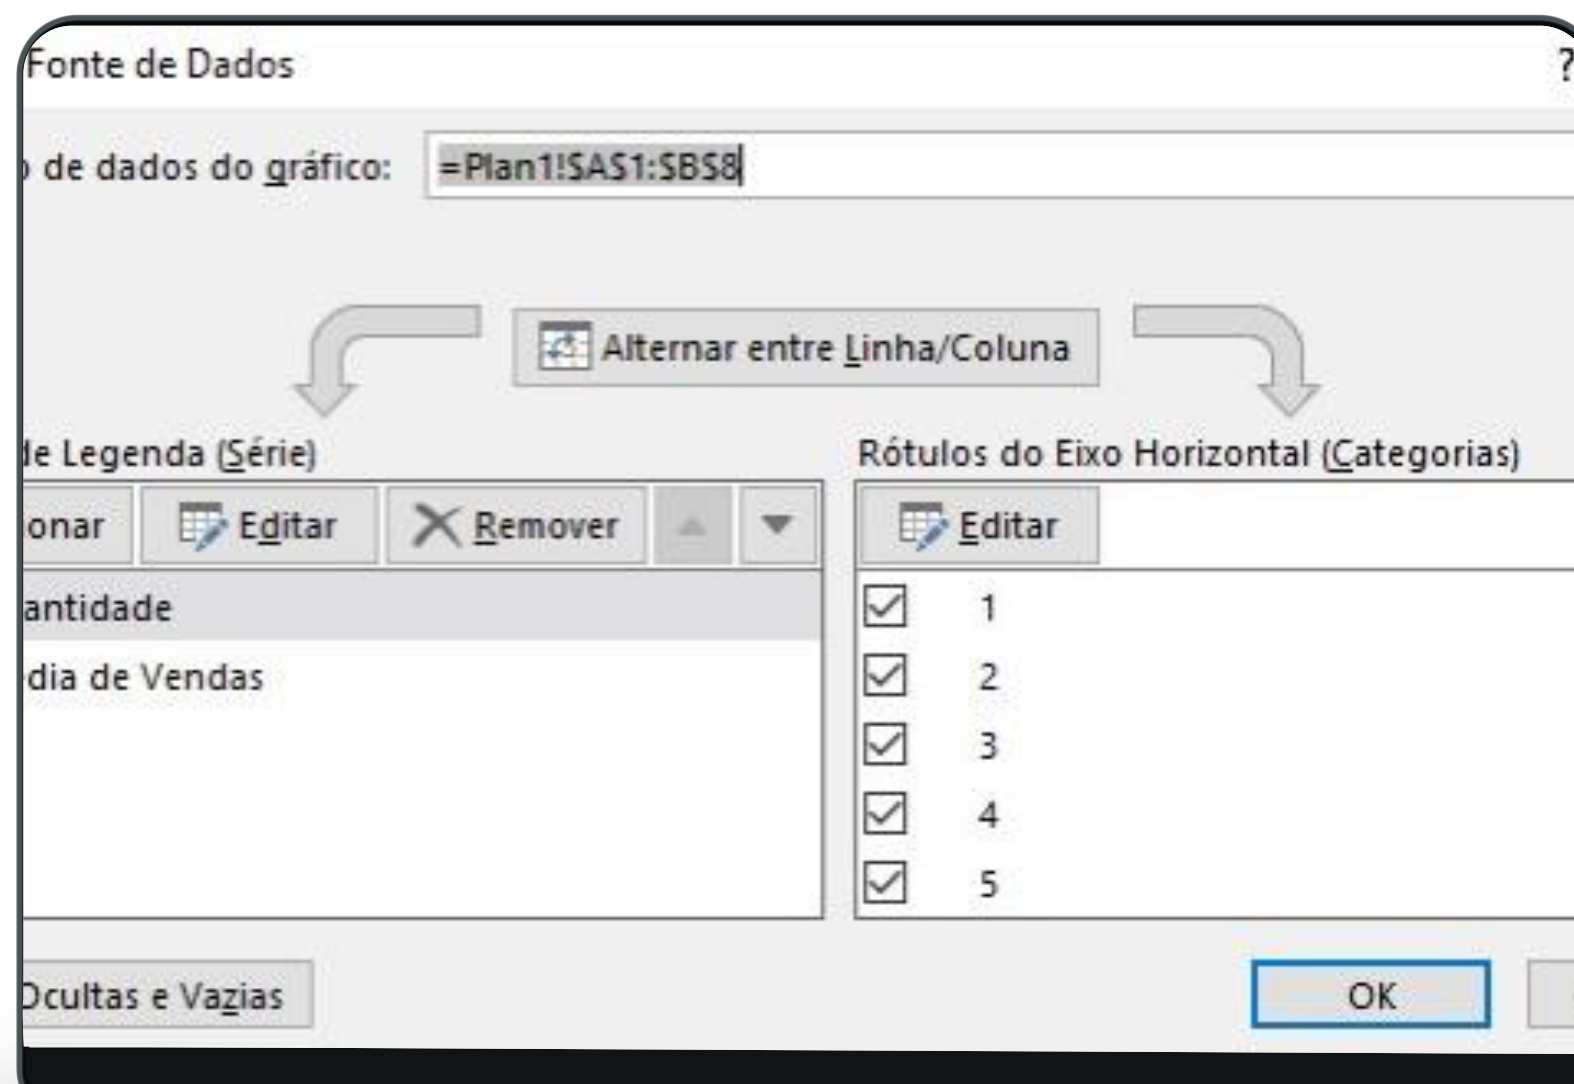 Fonte de Dados ?
de dados do gráfico: =Plan1!$A$1:$B$8
Alternar entre Linha/Coluna
de Legenda (Série)
Rótulos do Eixo Horizontal (Categorias)
onar Editar Remover
Editar
antidade
dia de Vendas
1
2
3
4
5
Ocultas e Vazias
OK